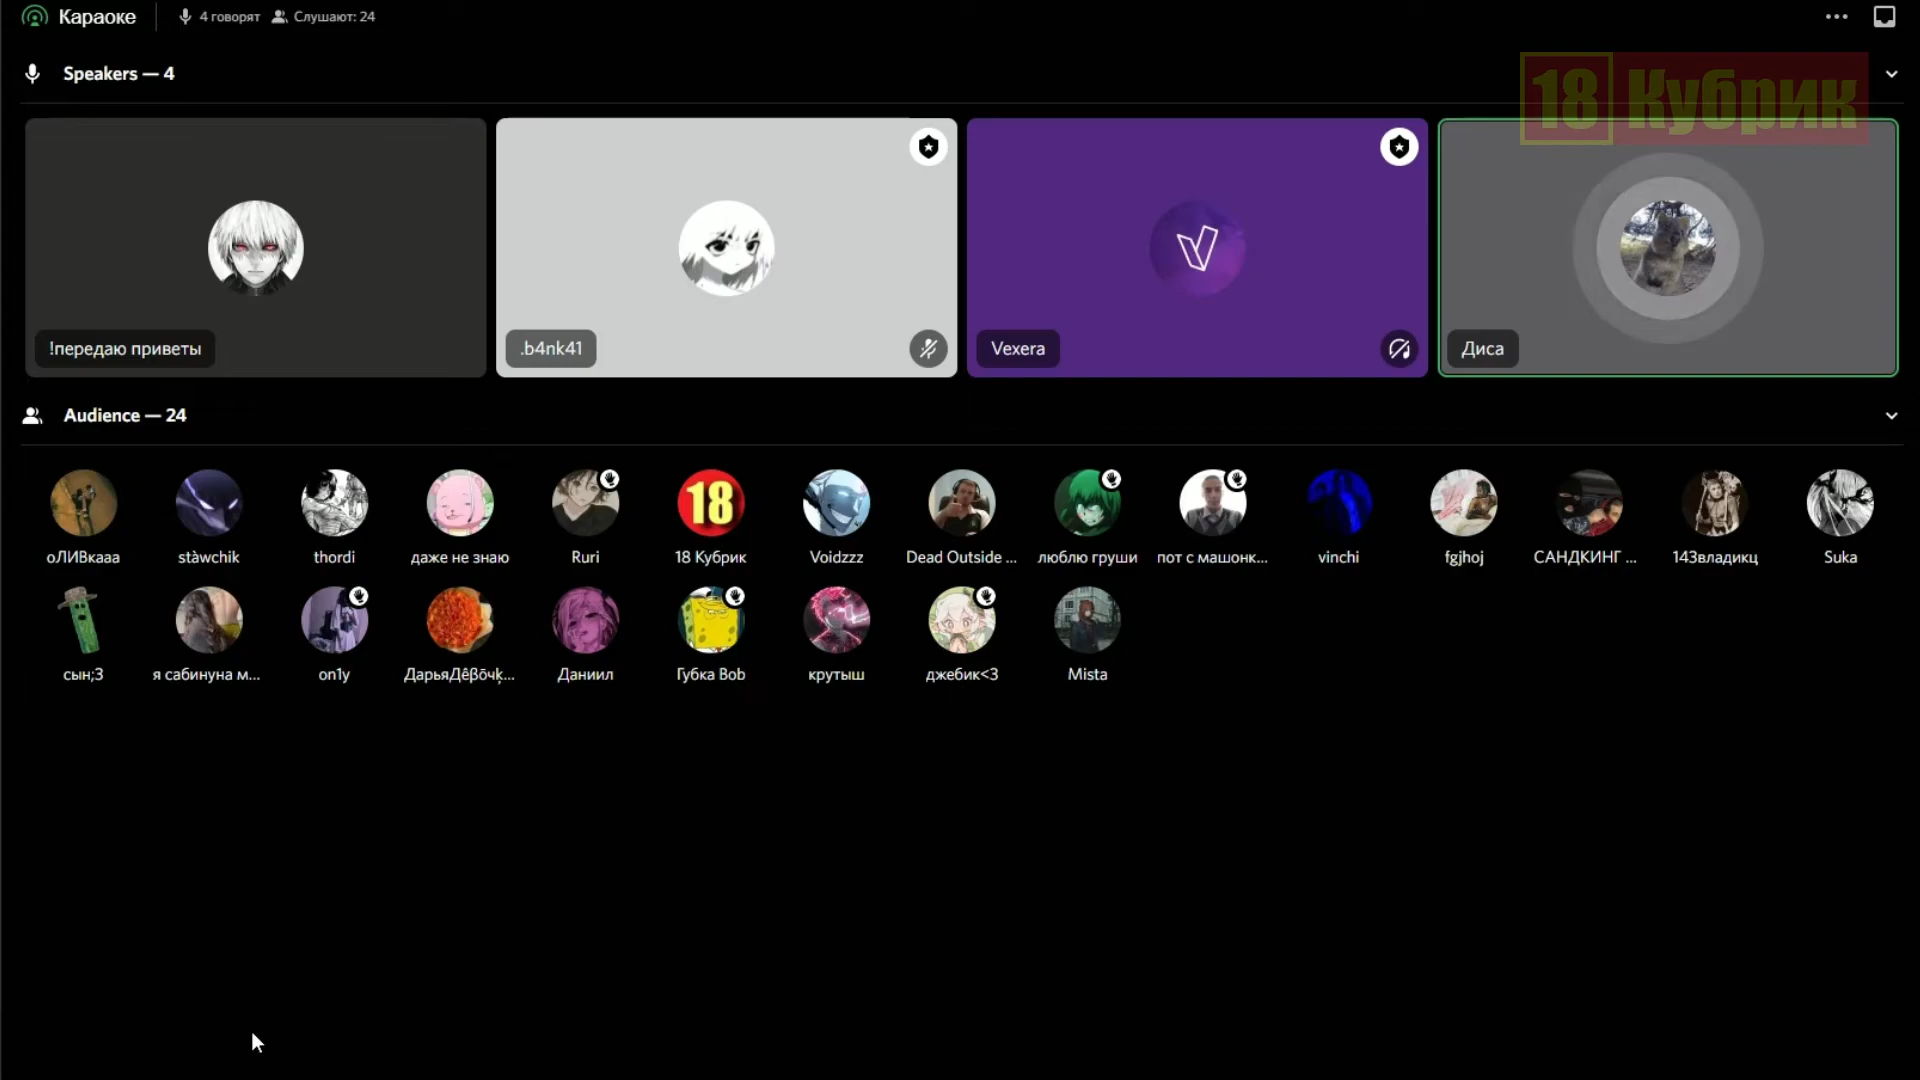 Караоке
4 говорят
Слушают: 24
Speakers — 4
18 Кубрик
!передаю приветы
.b4nk41
Vexera
Диса
Audience — 24
оЛИВкааа
stàwchik
thordi
даже не знаю
Ruri
18
18 Кубрик
Voidzzz
Dead Outside ...
люблю груши
пот с машонк...
vinchi
fgjhoj
САНДКИНГ ...
143владикц
Suka
сын;3
я сабинуна м...
on1y
Даниил
Губка Bob
крутыш
джебик<3
Mista